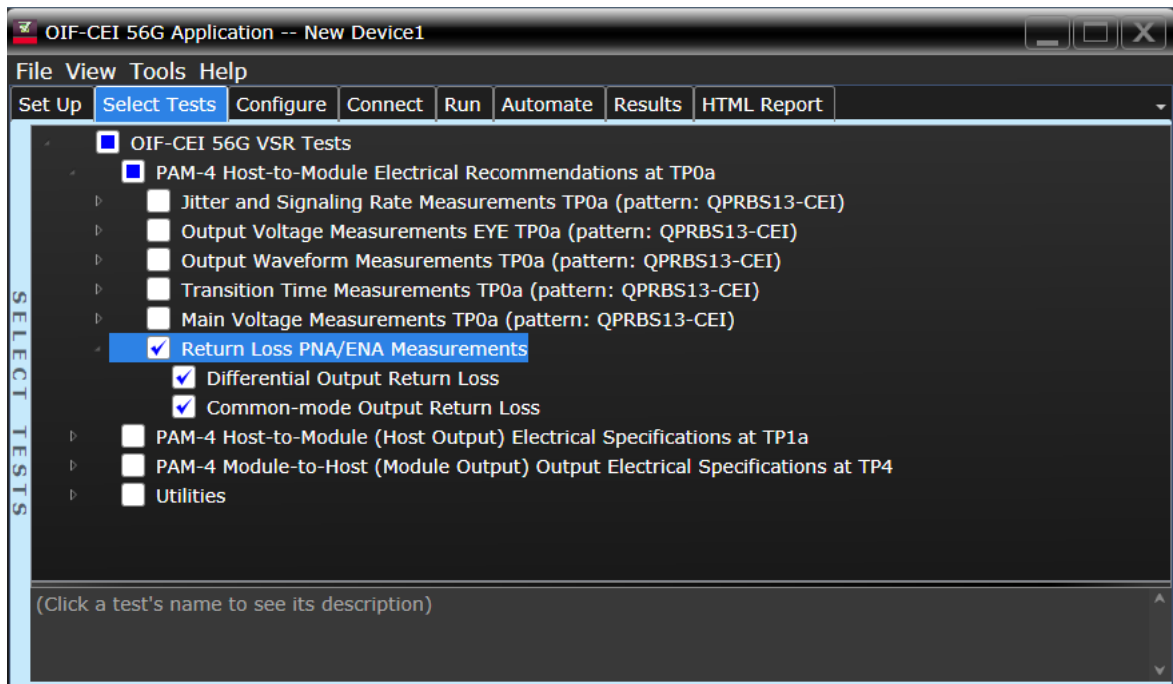 OIF-CEI 56G Application -- New Device1
File View Tools Help
Set Up Select Tests Configure Connect Run Automate Results HTML Report
SELECT TESTS
OIF-CEI 56G VSR Tests
PAM-4 Host-to-Module Electrical Recommendations at TP0a
Jitter and Signaling Rate Measurements TP0a (pattern: QPRBS13-CEI)
Output Voltage Measurements EYE TP0a (pattern: QPRBS13-CEI)
Output Waveform Measurements TP0a (pattern: QPRBS13-CEI)
Transition Time Measurements TP0a (pattern: QPRBS13-CEI)
Main Voltage Measurements TP0a (pattern: QPRBS13-CEI)
Return Loss PNA/ENA Measurements
Differential Output Return Loss
Common-mode Output Return Loss
PAM-4 Host-to-Module (Host Output) Electrical Specifications at TP1a
PAM-4 Module-to-Host (Module Output) Output Electrical Specifications at TP4
Utilities
(Click a test's name to see its description)